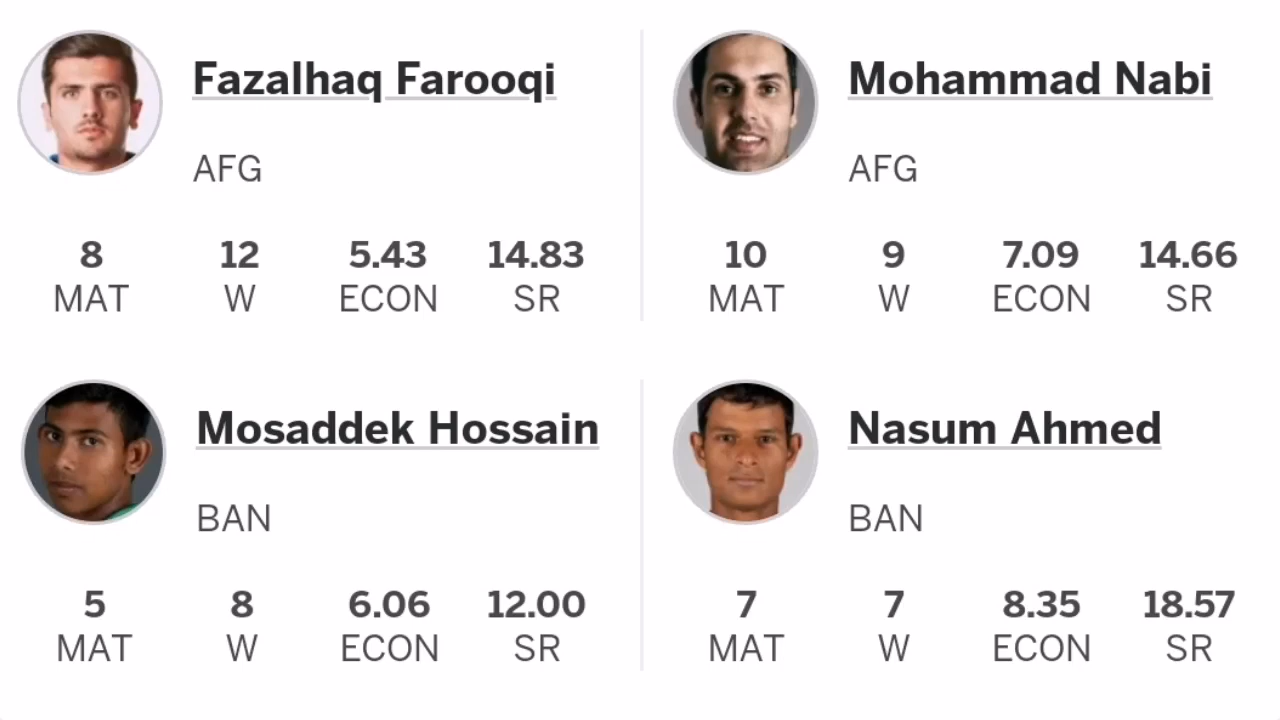 Fazalhaq Farooqi
AFG
8 12 5.43 14.83
MAT W ECON SR
Mohammad Nabi
AFG
10 9 7.09 14.66
MAT W ECON SR
Mosaddek Hossain
BAN
5 8 6.06 12.00
MAT W ECON SR
Nasum Ahmed
BAN
7 7 8.35 18.57
MAT W ECON SR